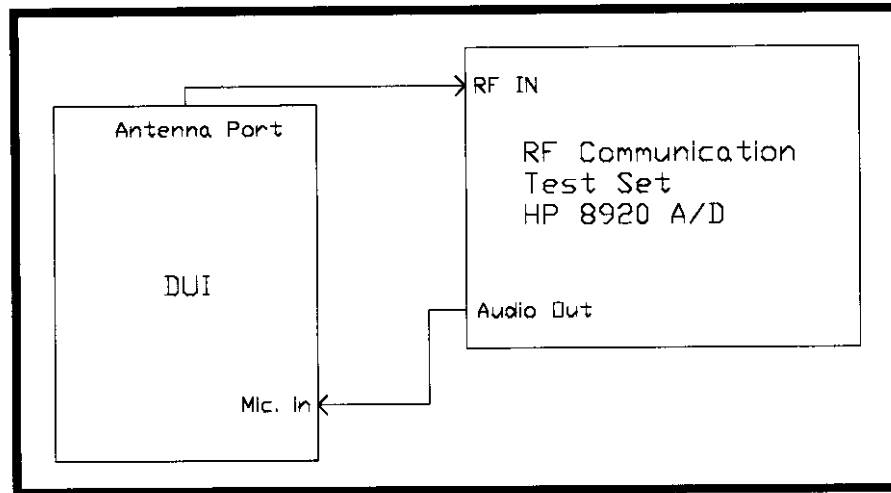 Antenna Port
DUI
Mic. In
RF IN
RF Communication
Test Set
HP 8920 A/D
Audio Out